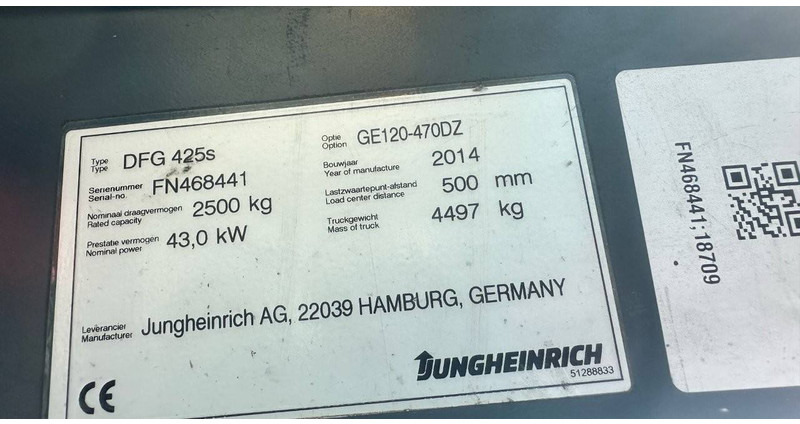 Type
Type DFG 425s
Serienummer
Serial-no. FN468441
Nominaal draagvermogen
Rated capacity 2500 kg
Prestatie vermogen
Nominal power 43,0 kW
Optie
Option GE120-470DZ
Bouwjaar
Year of manufacture 2014
Lastzwaartepunt-afstand
Load center distance 500 mm
Truckgewicht
Mass of truck 4497 kg
Leverancier
Manufacturer Jungheinrich AG, 22039 HAMBURG, GERMANY
CE
JUNGHEINRICH
51288833
FN468441;18709